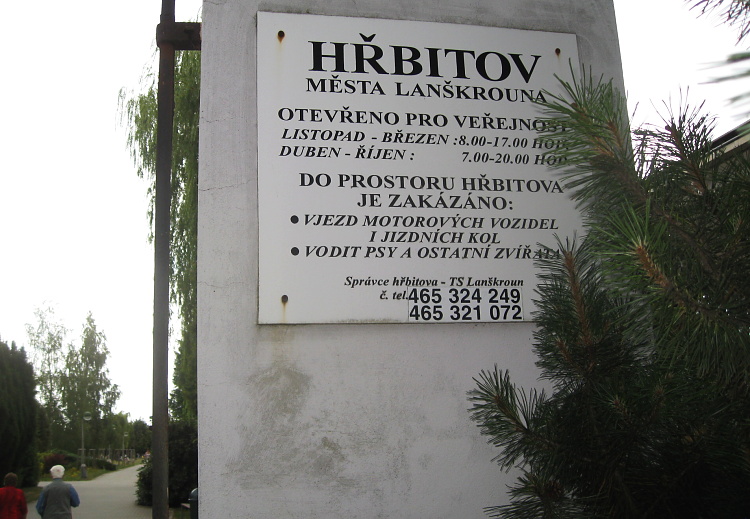 HŘBITOV
MĚSTA LANŠKROUNA
OTEVŘENO PRO VEŘEJNOST
LISTOPAD - BŘEZEN : 8.00-17.00 HOD.
DUBEN - ŘÍJEN : 7.00-20.00 HOD.
DO PROSTORU HŘBITOVA
JE ZAKÁZÁNO:
● VJEZD MOTOROVÝCH VOZIDEL
I JIZDNÍCH KOL
● VODIT PSY A OSTATNÍ ZVÍŘATA
Správce hřbitova - TS Lanškroun
č. tel. 465 324 249
465 321 072